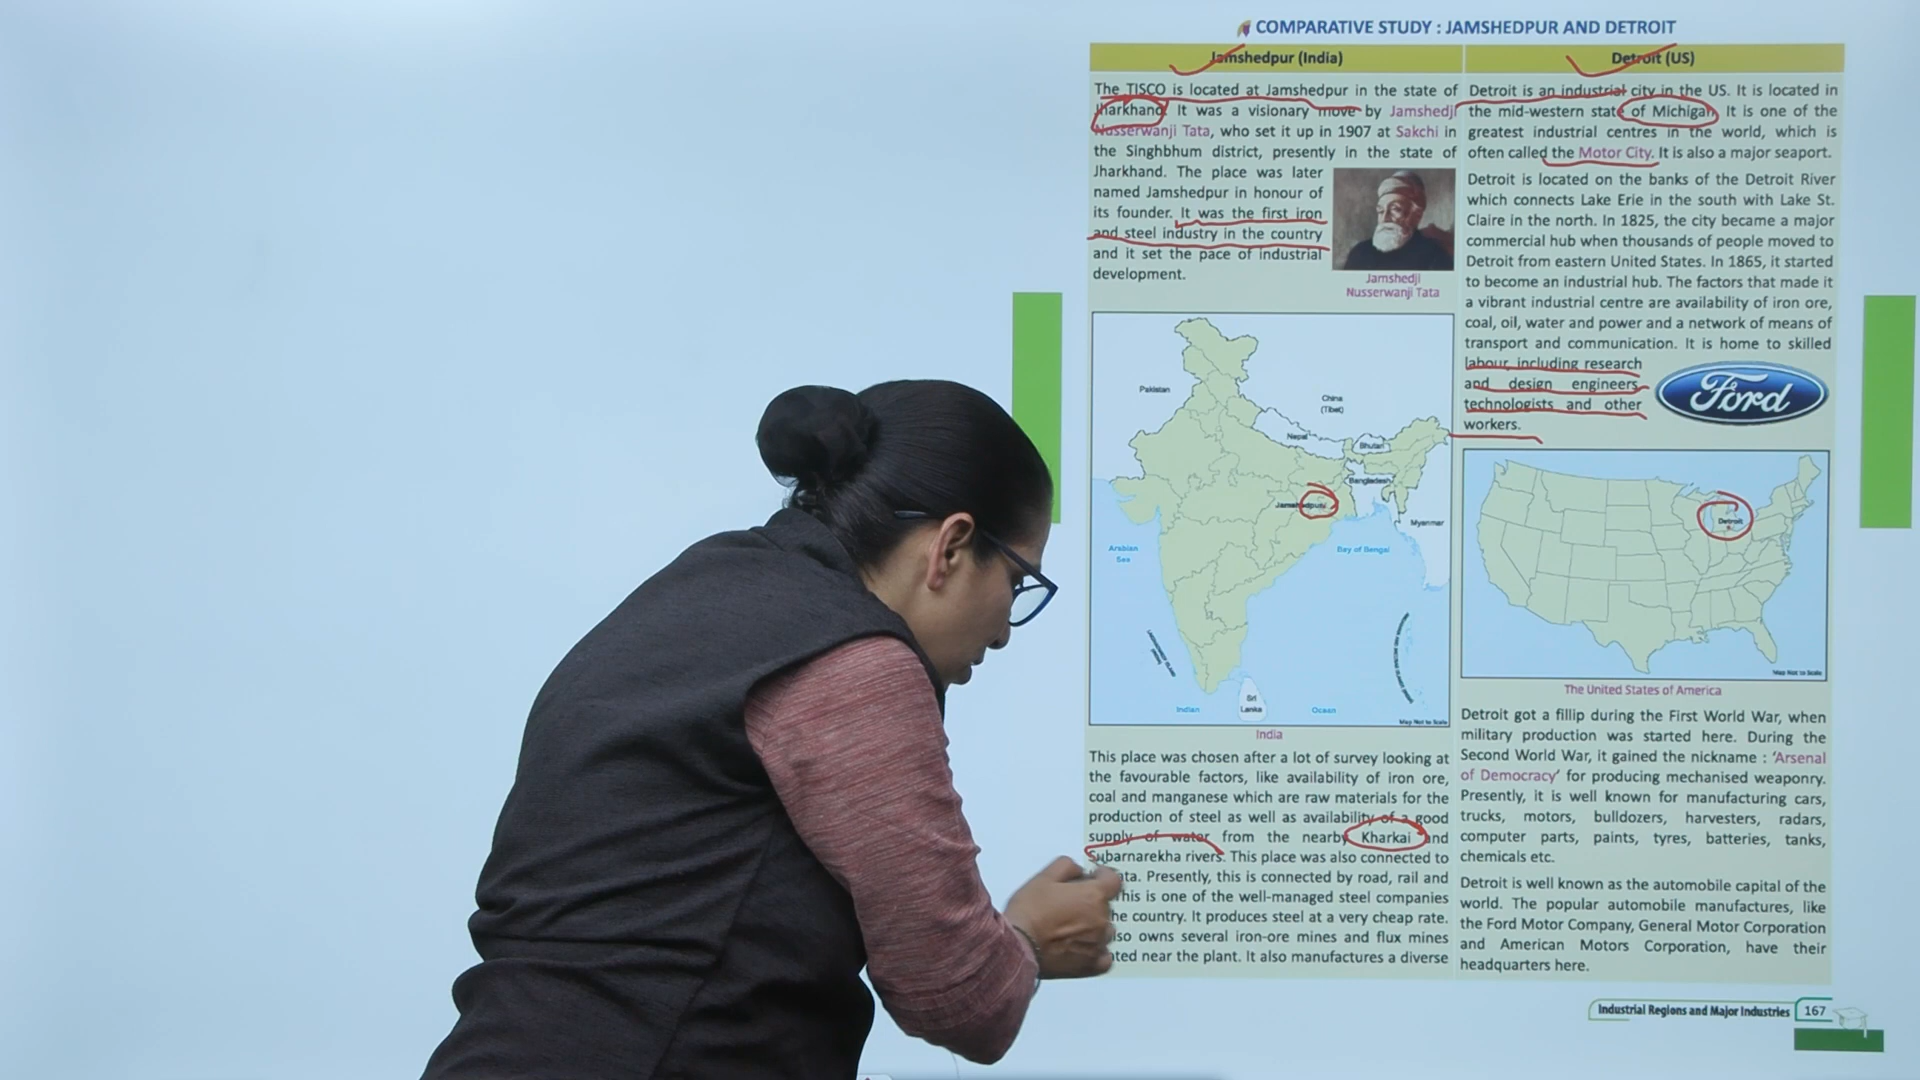 COMPARATIVE STUDY : JAMSHEDPUR AND DETROIT
Jamshedpur (India)
The TISCO is located at Jamshedpur in the state of
Jharkhand. It was a visionary move by Jamshedji
Nusserwanji Tata, who set it up in 1907 at Sakchi in
the Singhbhum district, presently in the state of
Jharkhand. The place was later
named Jamshedpur in honour of
its founder. It was the first iron
and steel industry in the country
and it set the pace of industrial
development.
Jamshedji
Nusserwanji Tata
Pakistan
China
(Tibet)
Nepal
Bhutan
Bangladesh
Jamshedpur
Myanmar
Arabian
Sea
Bay of Bengal
Sri
Lanka
Indian
Ocean
Map Not to Scale
India
This place was chosen after a lot of survey looking at
the favourable factors, like availability of iron ore,
coal and manganese which are raw materials for the
production of steel as well as availability of a good
supply of water from the nearby Kharkai and
Subarnarekha rivers. This place was also connected to
ata. Presently, this is connected by road, rail and
This is one of the well-managed steel companies
he country. It produces steel at a very cheap rate.
lso owns several iron-ore mines and flux mines
ated near the plant. It also manufactures a diverse
Detroit (US)
Detroit is an industrial city in the US. It is located in
the mid-western state of Michigan. It is one of the
greatest industrial centres in the world, which is
often called the Motor City. It is also a major seaport.
Detroit is located on the banks of the Detroit River
which connects Lake Erie in the south with Lake St.
Claire in the north. In 1825, the city became a major
commercial hub when thousands of people moved to
Detroit from eastern United States. In 1865, it started
to become an industrial hub. The factors that made it
a vibrant industrial centre are availability of iron ore,
coal, oil, water and power and a network of means of
transport and communication. It is home to skilled
labour including research
and design engineers,
technologists and other
workers.
Ford
Detroit
Map Not to Scale
The United States of America
Detroit got a fillip during the First World War, when
military production was started here. During the
Second World War, it gained the nickname : 'Arsenal
of Democracy' for producing mechanised weaponry.
Presently, it is well known for manufacturing cars,
trucks, motors, bulldozers, harvesters, radars,
computer parts, paints, tyres, batteries, tanks,
chemicals etc.
Detroit is well known as the automobile capital of the
world. The popular automobile manufactures, like
the Ford Motor Company, General Motor Corporation
and American Motors Corporation, have their
headquarters here.
Industrial Regions and Major Industries 167